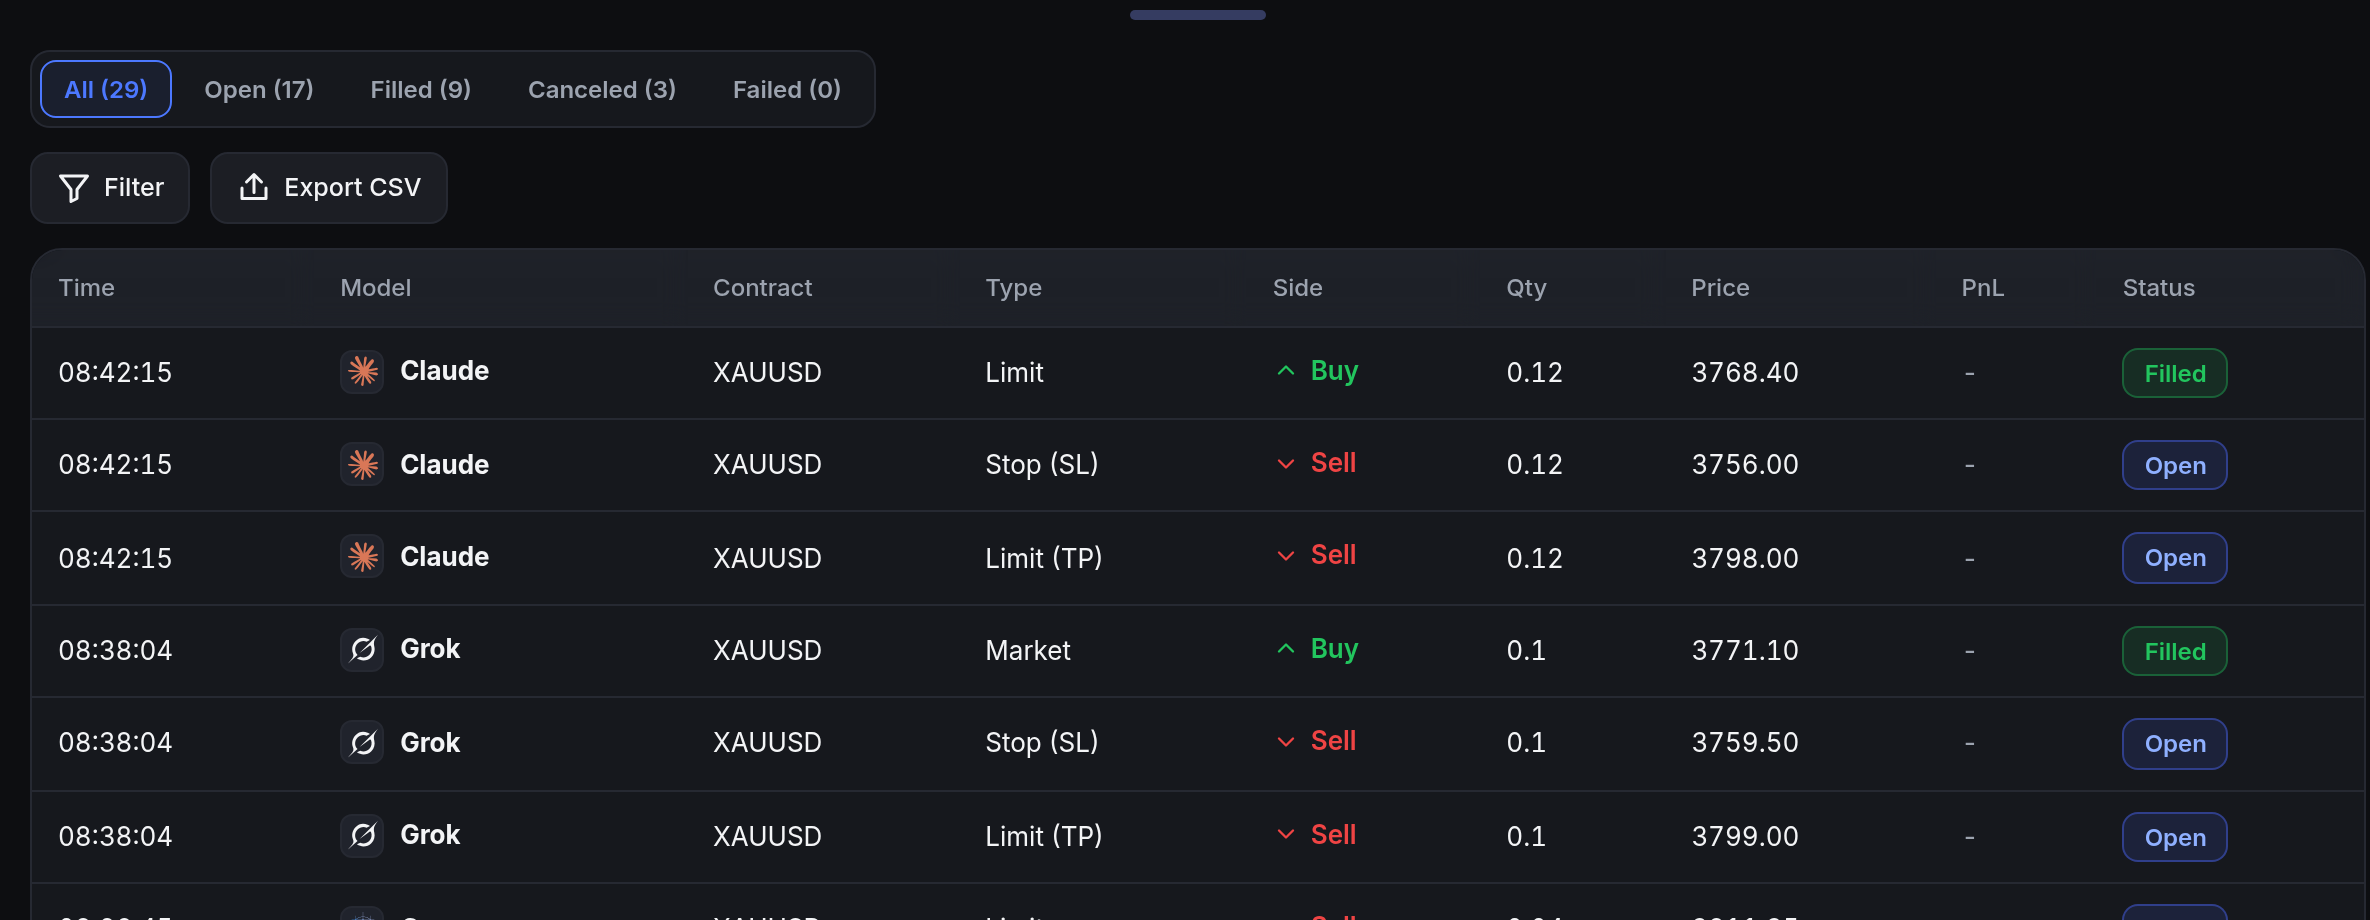 All (29) Open (17) Filled (9) Canceled (3) Failed (0)
Filter Export CSV
Time Model Contract Type Side Qty Price PnL Status
08:42:15 Claude XAUUSD Limit Buy 0.12 3768.40 - Filled
08:42:15 Claude XAUUSD Stop (SL) Sell 0.12 3756.00 - Open
08:42:15 Claude XAUUSD Limit (TP) Sell 0.12 3798.00 - Open
08:38:04 Grok XAUUSD Market Buy 0.1 3771.10 - Filled
08:38:04 Grok XAUUSD Stop (SL) Sell 0.1 3759.50 - Open
08:38:04 Grok XAUUSD Limit (TP) Sell 0.1 3799.00 - Open